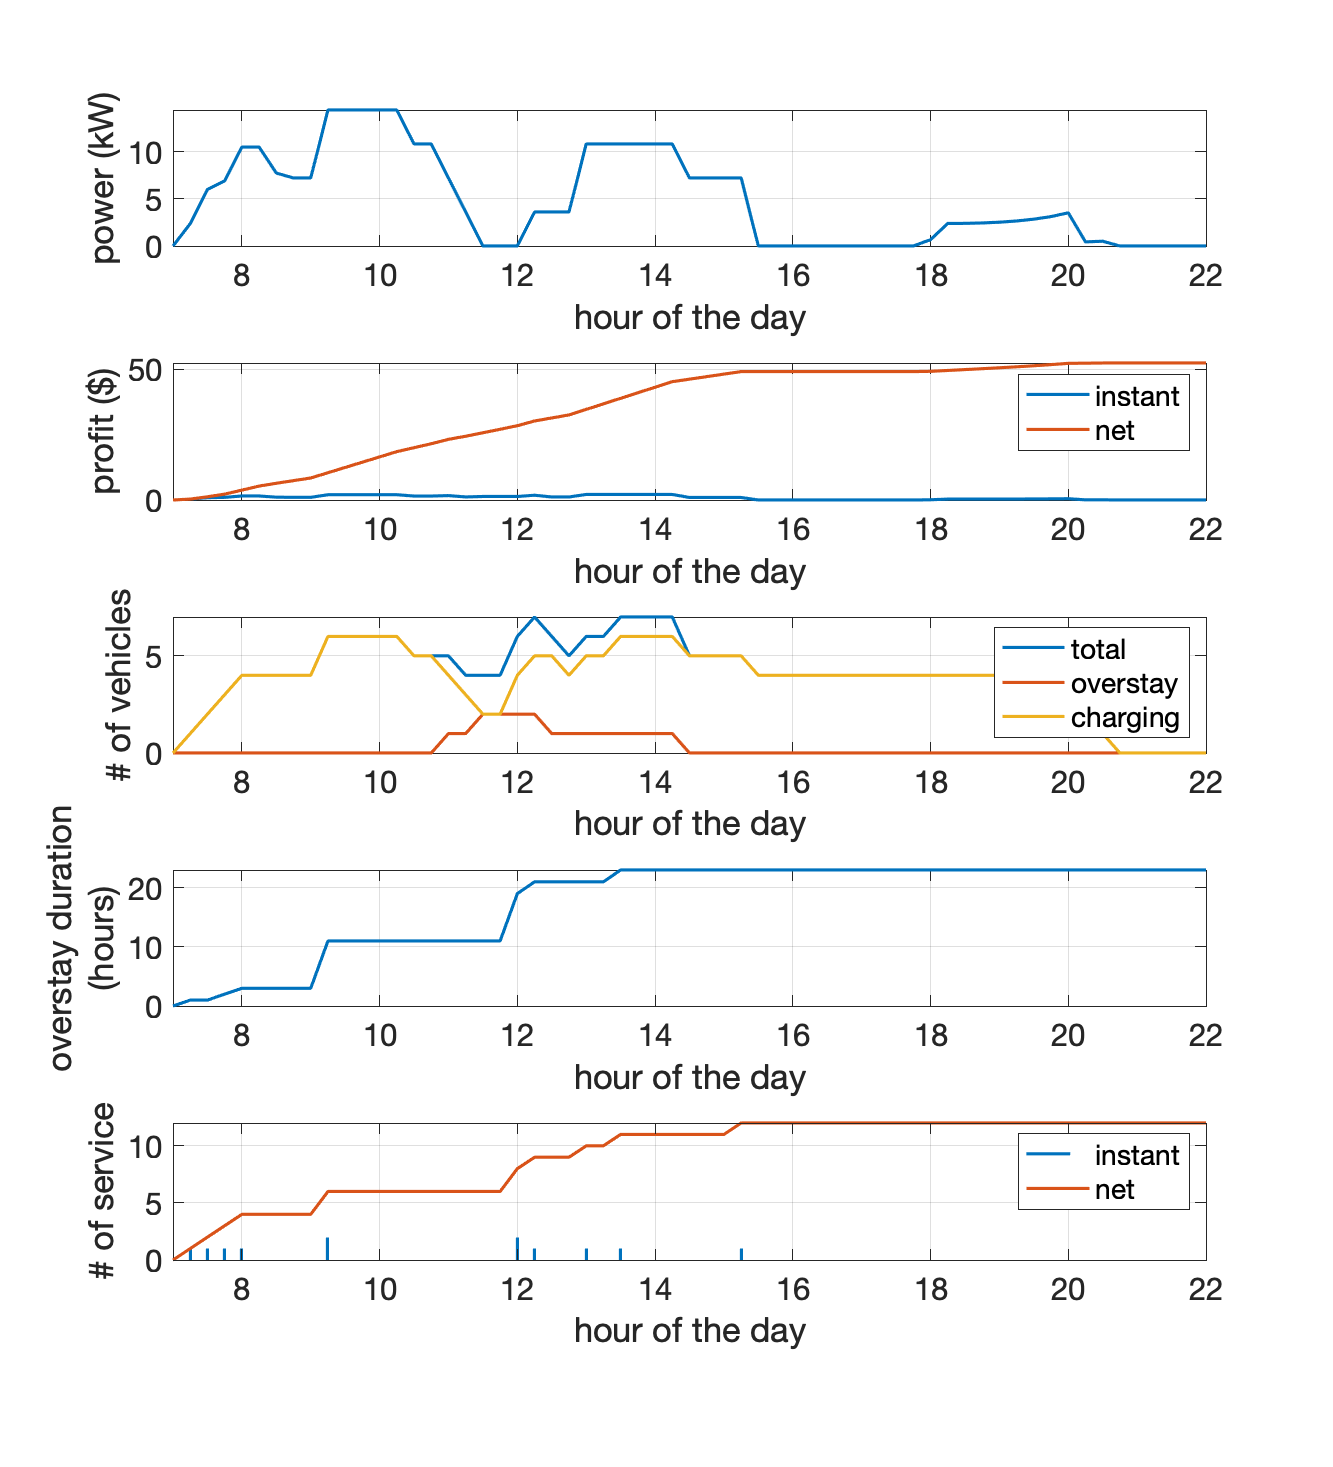 power (kW)
10
5
0
8 10 12 14 16 18 20 22
hour of the day
profit ($)
50
0
instant
net
8 10 12 14 16 18 20 22
hour of the day
# of vehicles
5
0
total
overstay
charging
8 10 12 14 16 18 20 22
hour of the day
overstay duration
(hours)
20
10
0
8 10 12 14 16 18 20 22
hour of the day
# of service
10
5
0
instant
net
8 10 12 14 16 18 20 22
hour of the day